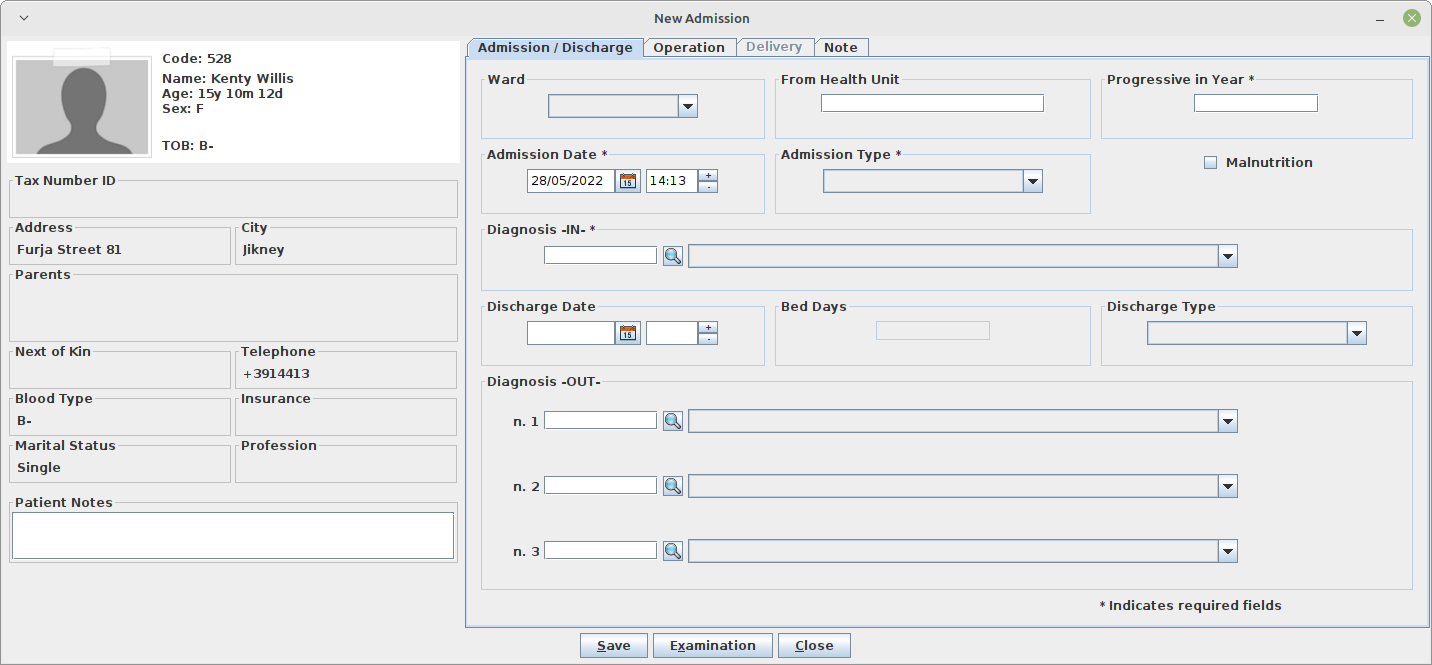 New Admission
Code: 528
Name: Kenty Willis
Age: 15y 10m 12d
Sex: F
TOB: B-
Tax Number ID
Address
City
Furja Street 81
Jikney
Parents
Next of Kin
Telephone
+3914413
Blood Type
Insurance
B-
Marital Status
Profession
Single
Patient Notes
Admission / Discharge
Operation
Delivery
Note
Ward
From Health Unit
Progressive in Year *
Admission Date *
Admission Type *
Malnutrition
28/05/2022
15
14:13
+
-
Diagnosis -IN- *
Discharge Date
Bed Days
Discharge Type
15
+
-
Diagnosis -OUT-
n. 1
n. 2
n. 3
* Indicates required fields
Save
Examination
Close